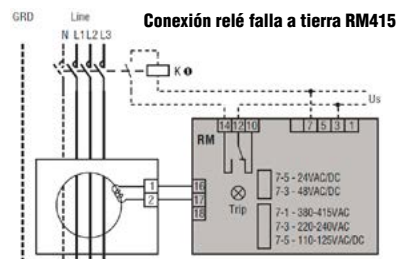 GRD
Line
Conexión relé falla a tierra RM415
N L1 L2 L3
K
Us
14 12 10
7 5 3 1
RM
7-5 - 24VAC/DC
7-3 - 48VAC/DC
Trip
7-1 - 380-415VAC
7-3 - 220-240VAC
7-5 - 110-125VAC/DC
1
2
16
17
18